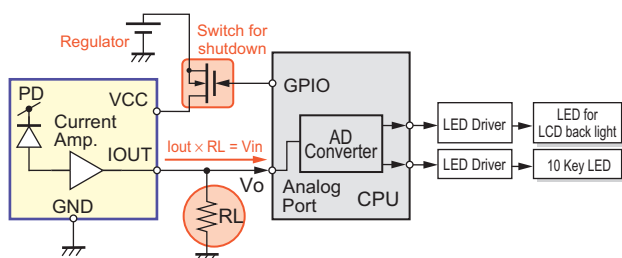 Regulator
Switch for
shutdown
PD
Current
Amp.
VCC
IOUT
GND
Iout × RL = Vin
Vo
RL
GPIO
AD
Converter
Analog
Port
CPU
LED Driver
LED for
LCD back light
LED Driver
10 Key LED